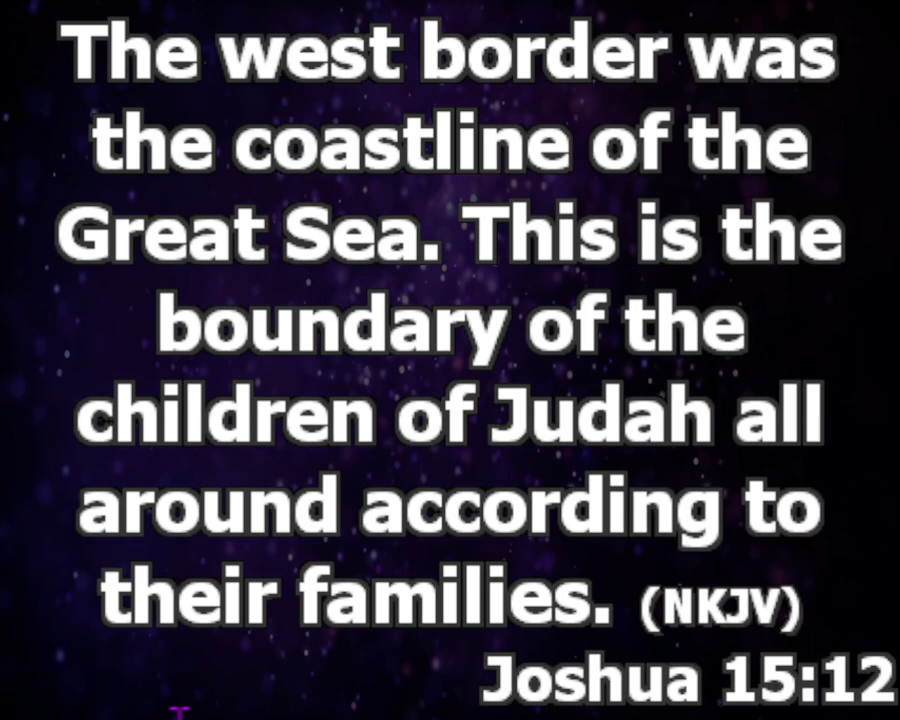 The west border was
the coastline of the
Great Sea. This is the
boundary of the
children of Judah all
around according to
their families. (NKJV)
Joshua 15:12